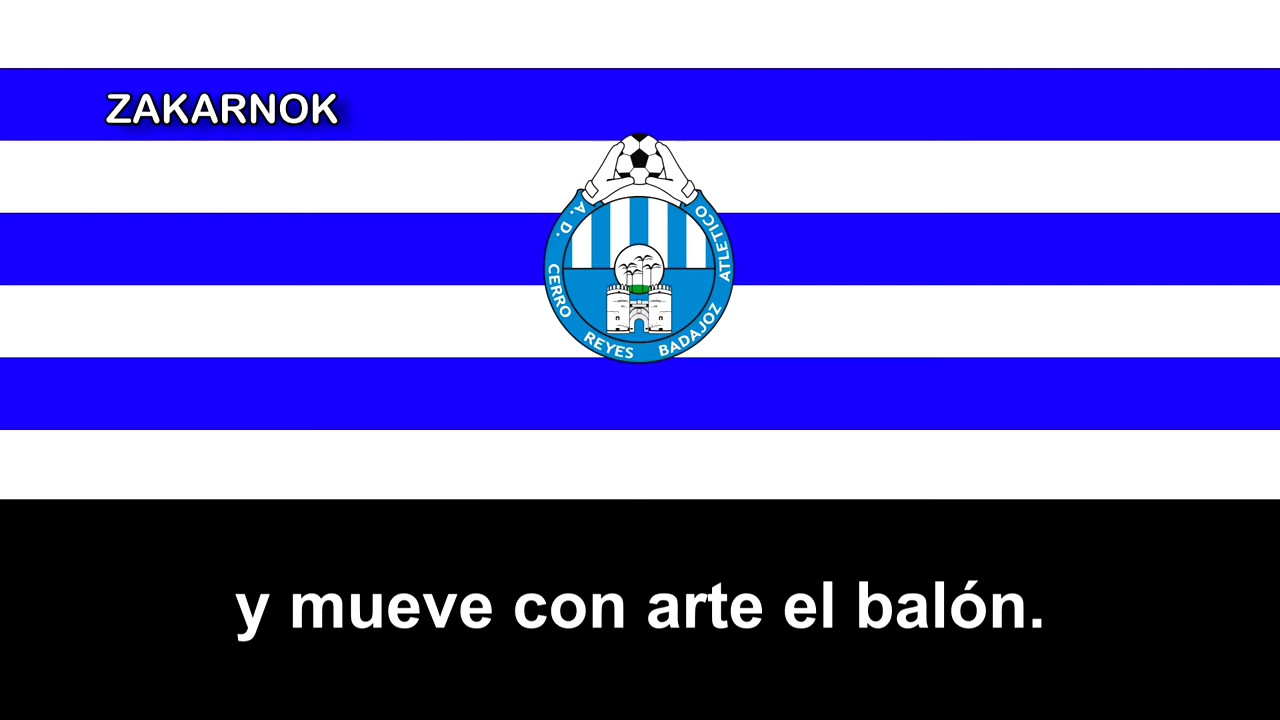 ZAKARNOK
A. D. CERRO REYES BADAJOZ ATLETICO
y mueve con arte el balón.